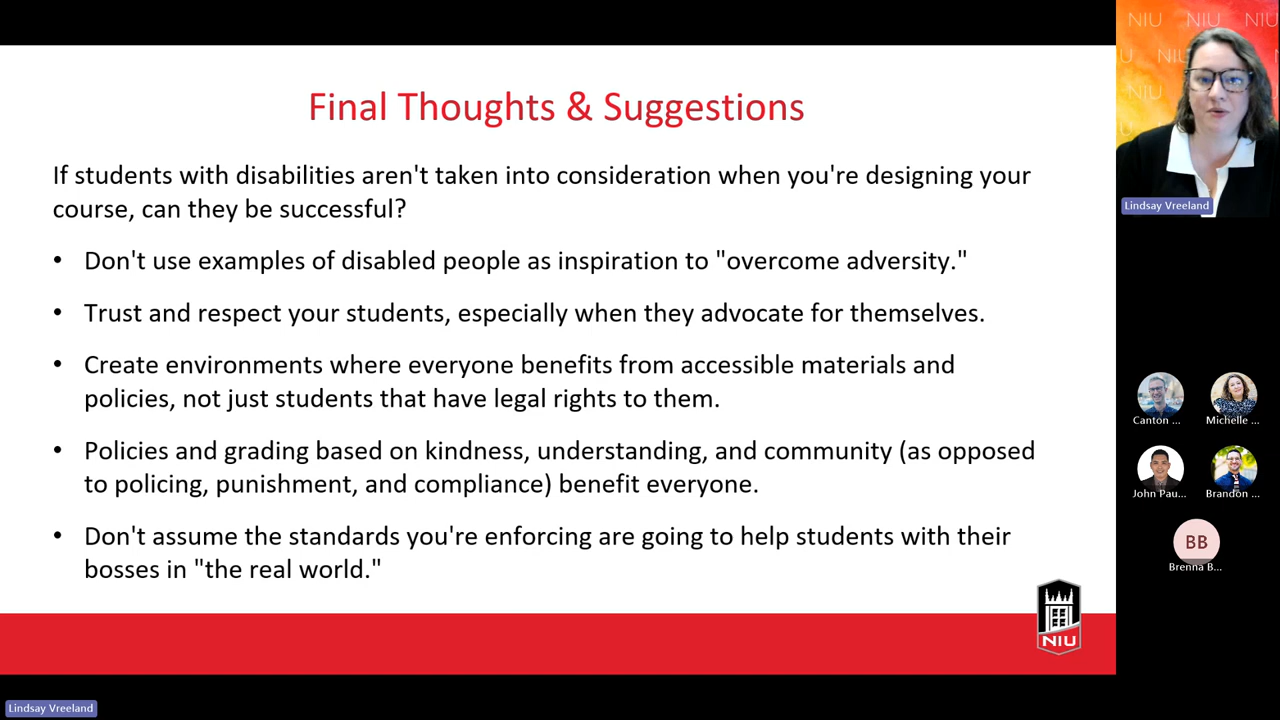 Final Thoughts & Suggestions
If students with disabilities aren't taken into consideration when you're designing your
course, can they be successful?
• Don't use examples of disabled people as inspiration to "overcome adversity."
• Trust and respect your students, especially when they advocate for themselves.
• Create environments where everyone benefits from accessible materials and
policies, not just students that have legal rights to them.
• Policies and grading based on kindness, understanding, and community (as opposed
to policing, punishment, and compliance) benefit everyone.
• Don't assume the standards you're enforcing are going to help students with their
bosses in "the real world."
NIU
NIU NIU NIU
Lindsay Vreeland
Canton ... Michelle ...
John Pau... Brandon ...
BB
Brenna B...
Lindsay Vreeland